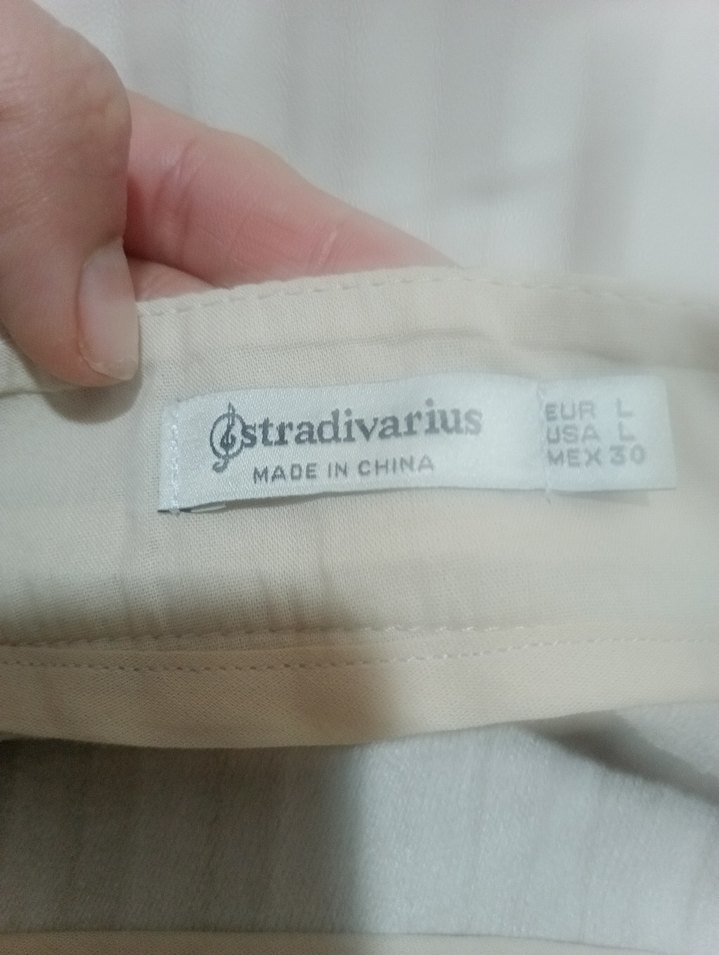 stradivarius
MADE IN CHINA
EUR L
USA L
MEX 30